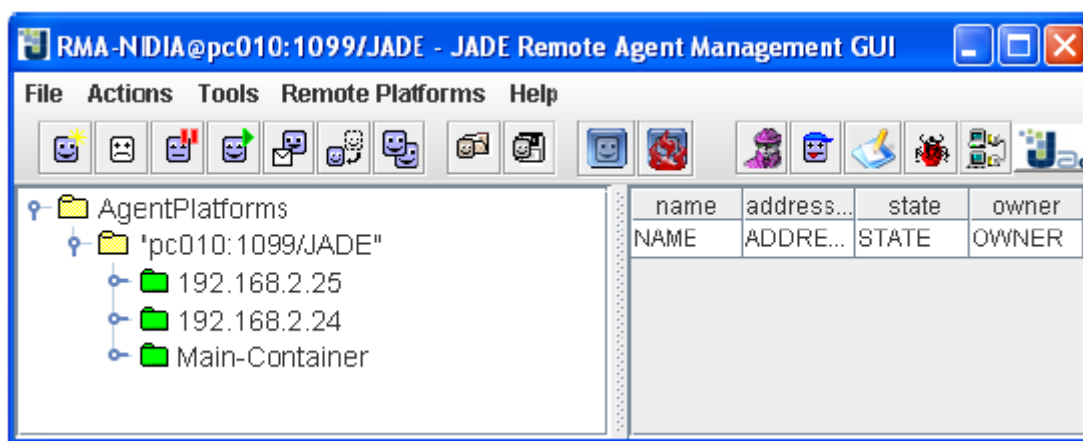 RMA-NIDIA@pc010:1099/JADE - JADE Remote Agent Management GUI
File Actions Tools Remote Platforms Help
AgentPlatforms
"pc010:1099/JADE"
192.168.2.25
192.168.2.24
Main-Container
name address... state owner
NAME ADDRE... STATE OWNER